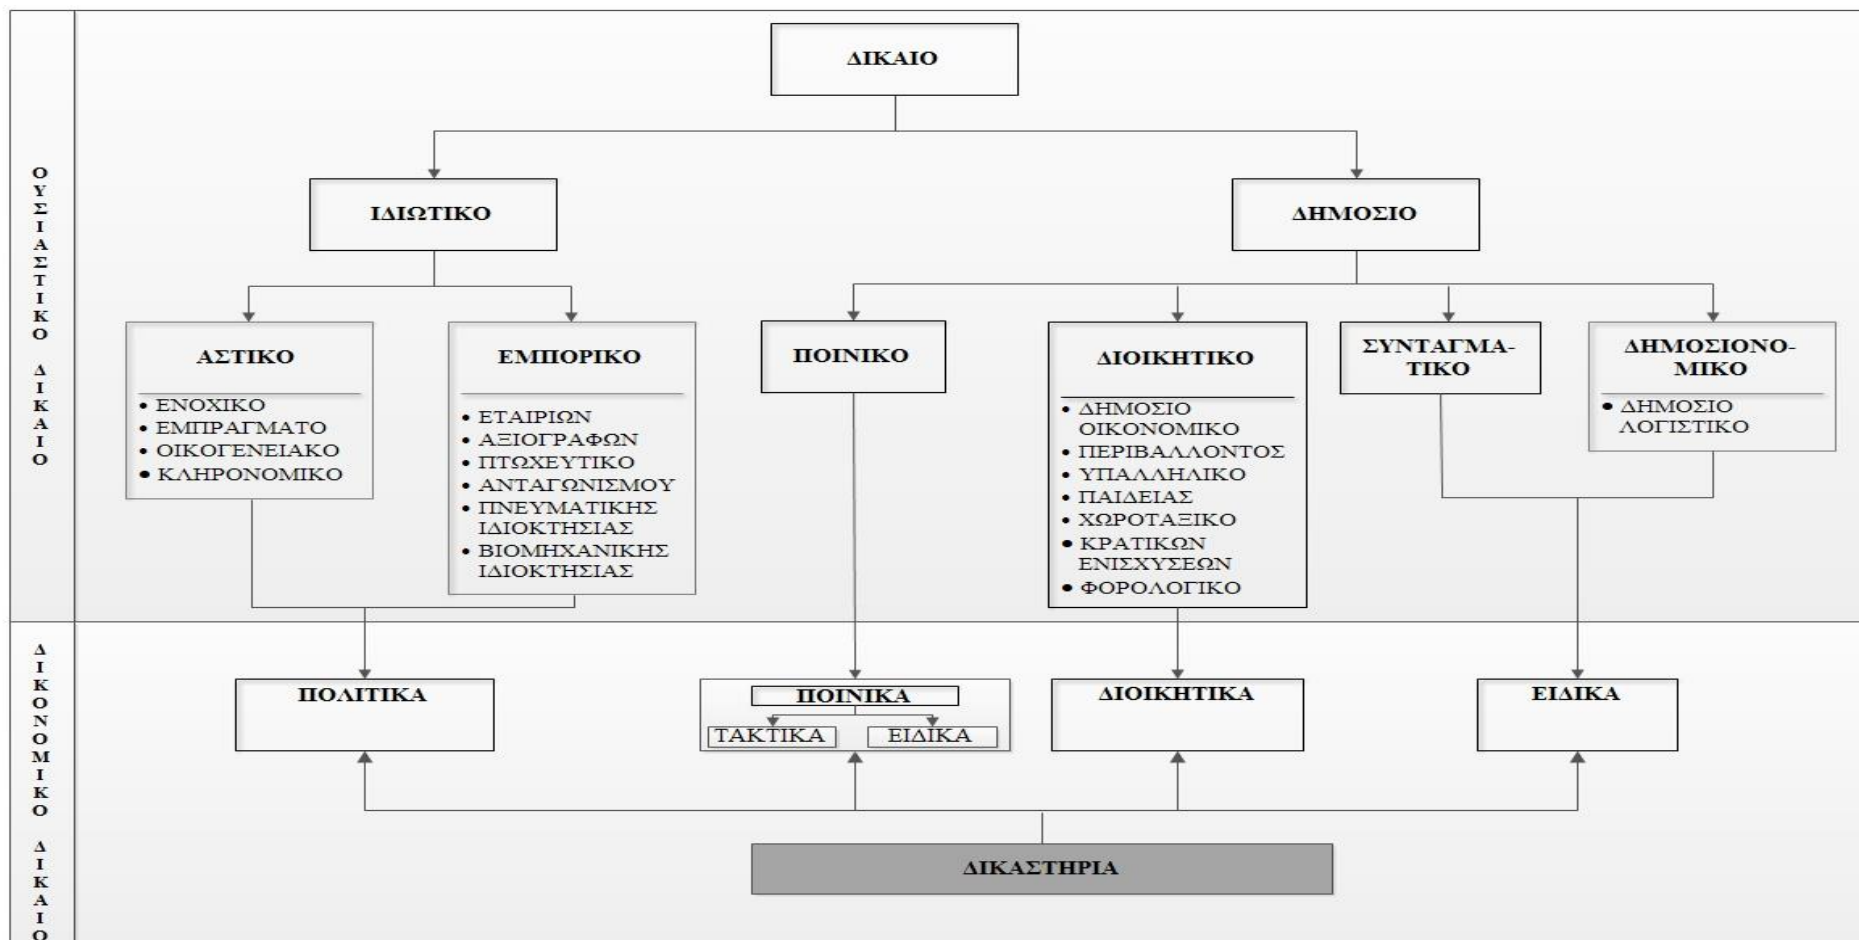 ΔΙΚΑΙΟ
ΙΔΙΩΤΙΚΟ
ΔΗΜΟΣΙΟ
ΑΣΤΙΚΟ
• ΕΝΟΧΙΚΟ
• ΕΜΠΡΑΓΜΑΤΟ
• ΟΙΚΟΓΕΝΕΙΑΚΟ
• ΚΛΗΡΟΝΟΜΙΚΟ
ΕΜΠΟΡΙΚΟ
• ΕΤΑΙΡΙΩΝ
• ΑΞΙΟΓΡΑΦΩΝ
• ΠΤΩΧΕΥΤΙΚΟ
• ΑΝΤΑΓΩΝΙΣΜΟΥ
• ΠΝΕΥΜΑΤΙΚΗΣ
ΙΔΙΟΚΤΗΣΙΑΣ
• ΒΙΟΜΗΧΑΝΙΚΗΣ
ΙΔΙΟΚΤΗΣΙΑΣ
ΠΟΙΝΙΚΟ
ΔΙΟΙΚΗΤΙΚΟ
• ΔΗΜΟΣΙΟ
ΟΙΚΟΝΟΜΙΚΟ
• ΠΕΡΙΒΑΛΛΟΝΤΟΣ
• ΥΠΑΛΛΗΛΙΚΟ
• ΠΑΙΔΕΙΑΣ
• ΧΩΡΟΤΑΞΙΚΟ
• ΚΡΑΤΙΚΩΝ
ΕΝΙΣΧΥΣΕΩΝ
• ΦΟΡΟΛΟΓΙΚΟ
ΣΥΝΤΑΓΜΑ-
ΤΙΚΟ
ΔΗΜΟΣΙΟΝΟ-
ΜΙΚΟ
• ΔΗΜΟΣΙΟ
ΛΟΓΙΣΤΙΚΟ
ΟΥΣΙΑΣΤΙΚΟ ΔΙΚΑΙΟ
ΠΟΛΙΤΙΚΑ
ΠΟΙΝΙΚΑ
ΤΑΚΤΙΚΑ
ΕΙΔΙΚΑ
ΔΙΟΙΚΗΤΙΚΑ
ΕΙΔΙΚΑ
ΔΙΚΑΣΤΗΡΙΑ
ΔΙΚΟΝΟΜΙΚΟ ΔΙΚΑΙΟ